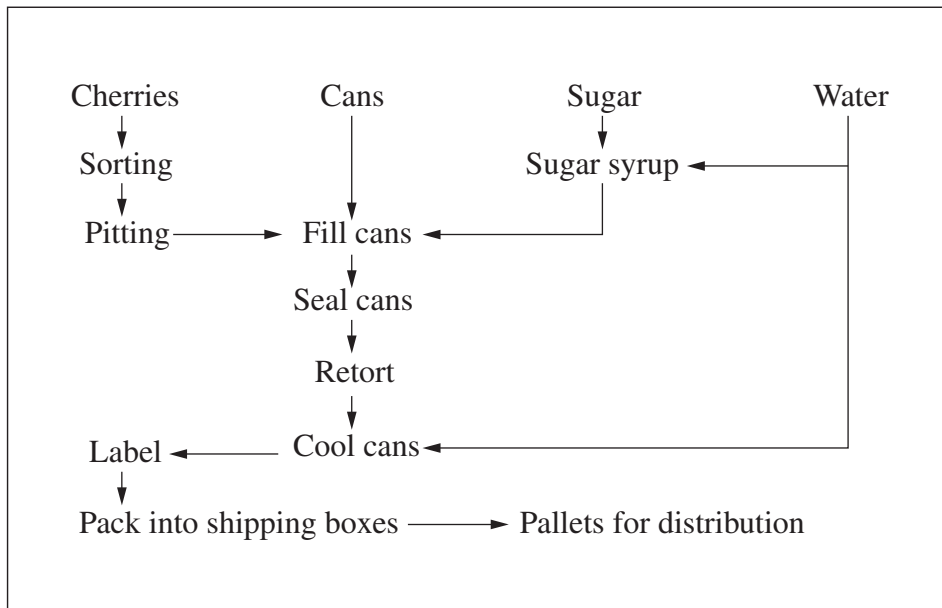 Cherries Cans Sugar Water
Sorting Sugar syrup
Pitting Fill cans
Seal cans
Retort
Label Cool cans
Pack into shipping boxes Pallets for distribution